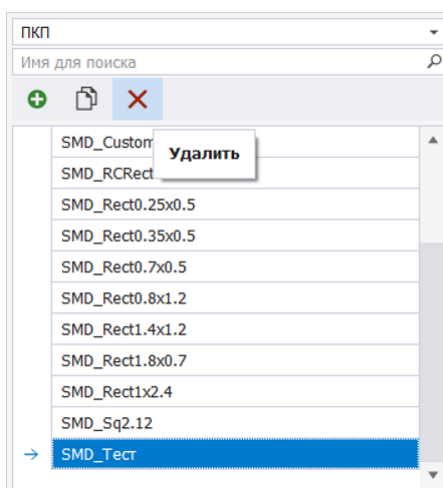 ПКП
Имя для поиска
Удалить
SMD_Custom
SMD_RCRect
SMD_Rect0.25x0.5
SMD_Rect0.35x0.5
SMD_Rect0.7x0.5
SMD_Rect0.8x1.2
SMD_Rect1.4x1.2
SMD_Rect1.8x0.7
SMD_Rect1x2.4
SMD_Sq2.12
SMD_Тест